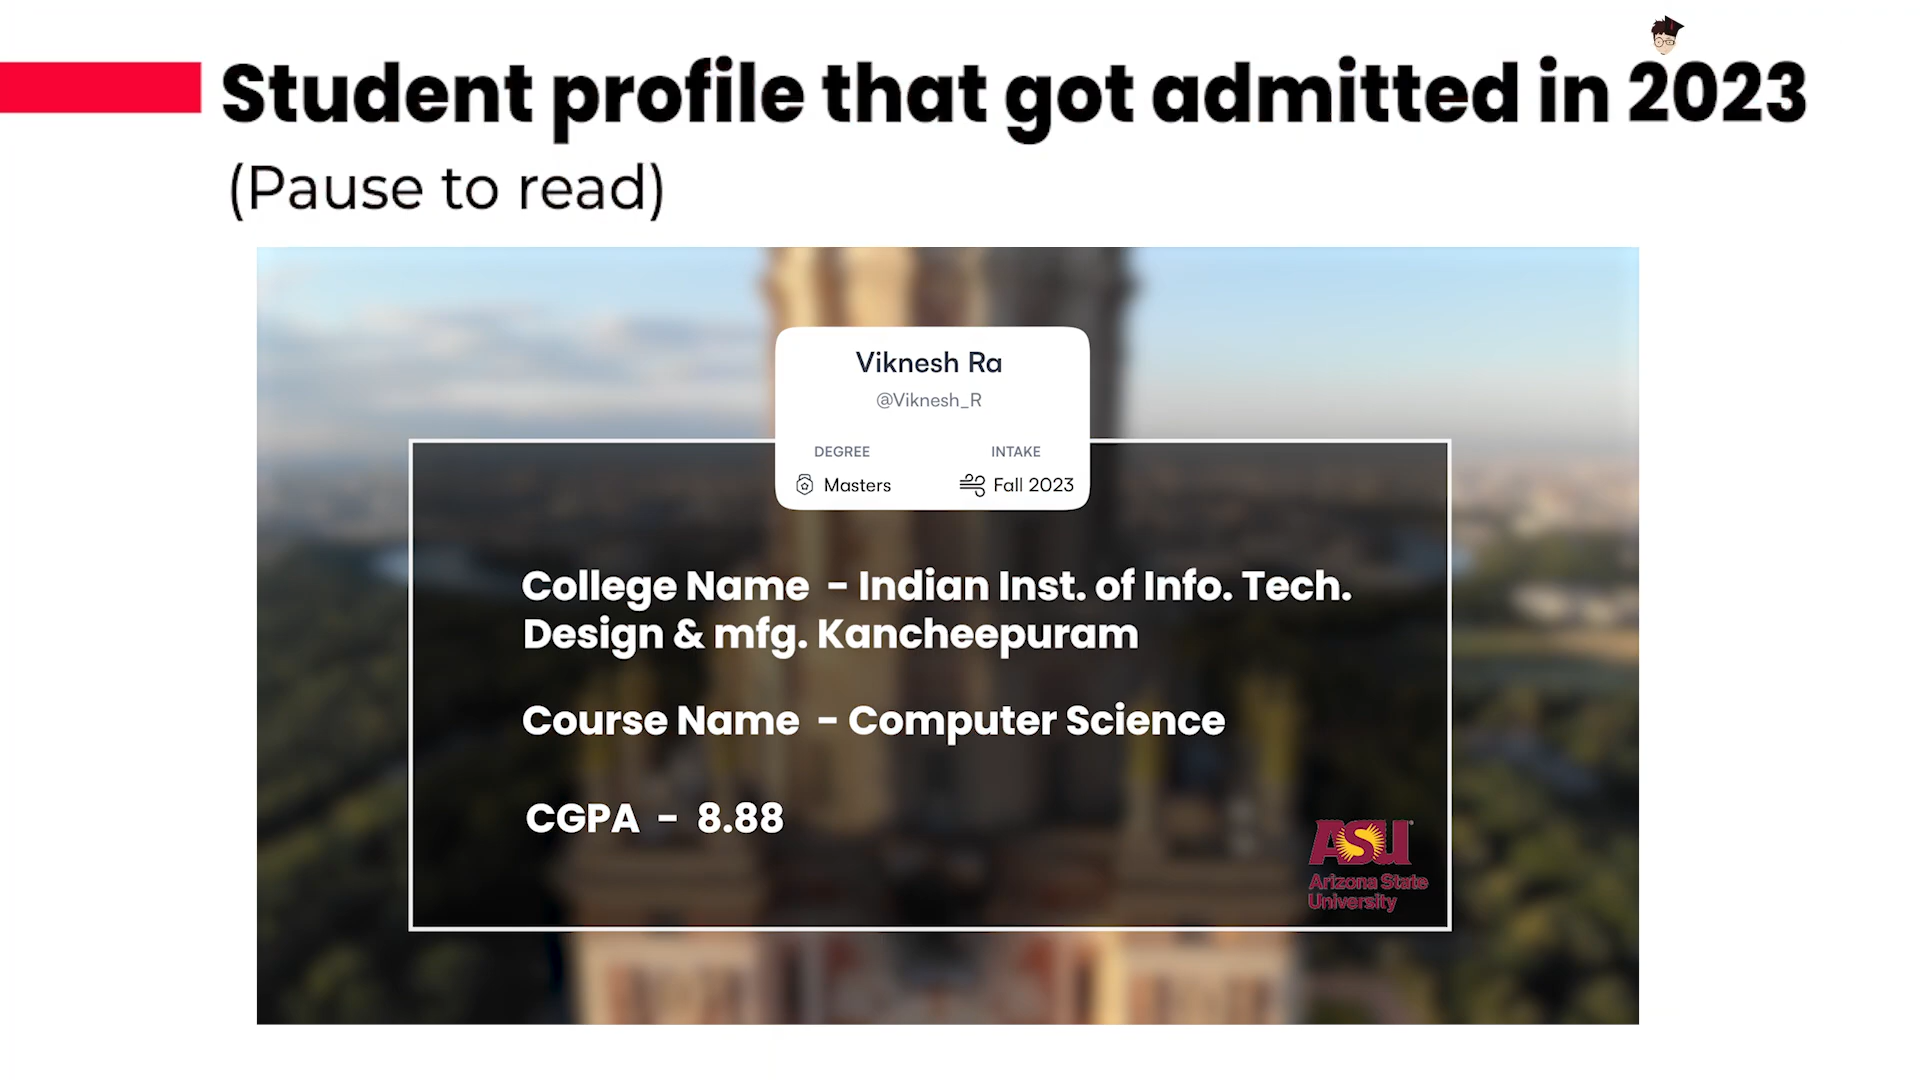 Student profile that got admitted in 2023
(Pause to read)
Viknesh Ra
@Viknesh_R
DEGREE INTAKE
Masters Fall 2023
College Name - Indian Inst. of Info. Tech.
Design & mfg. Kancheepuram
Course Name - Computer Science
CGPA - 8.88
ASU
Arizona State
University